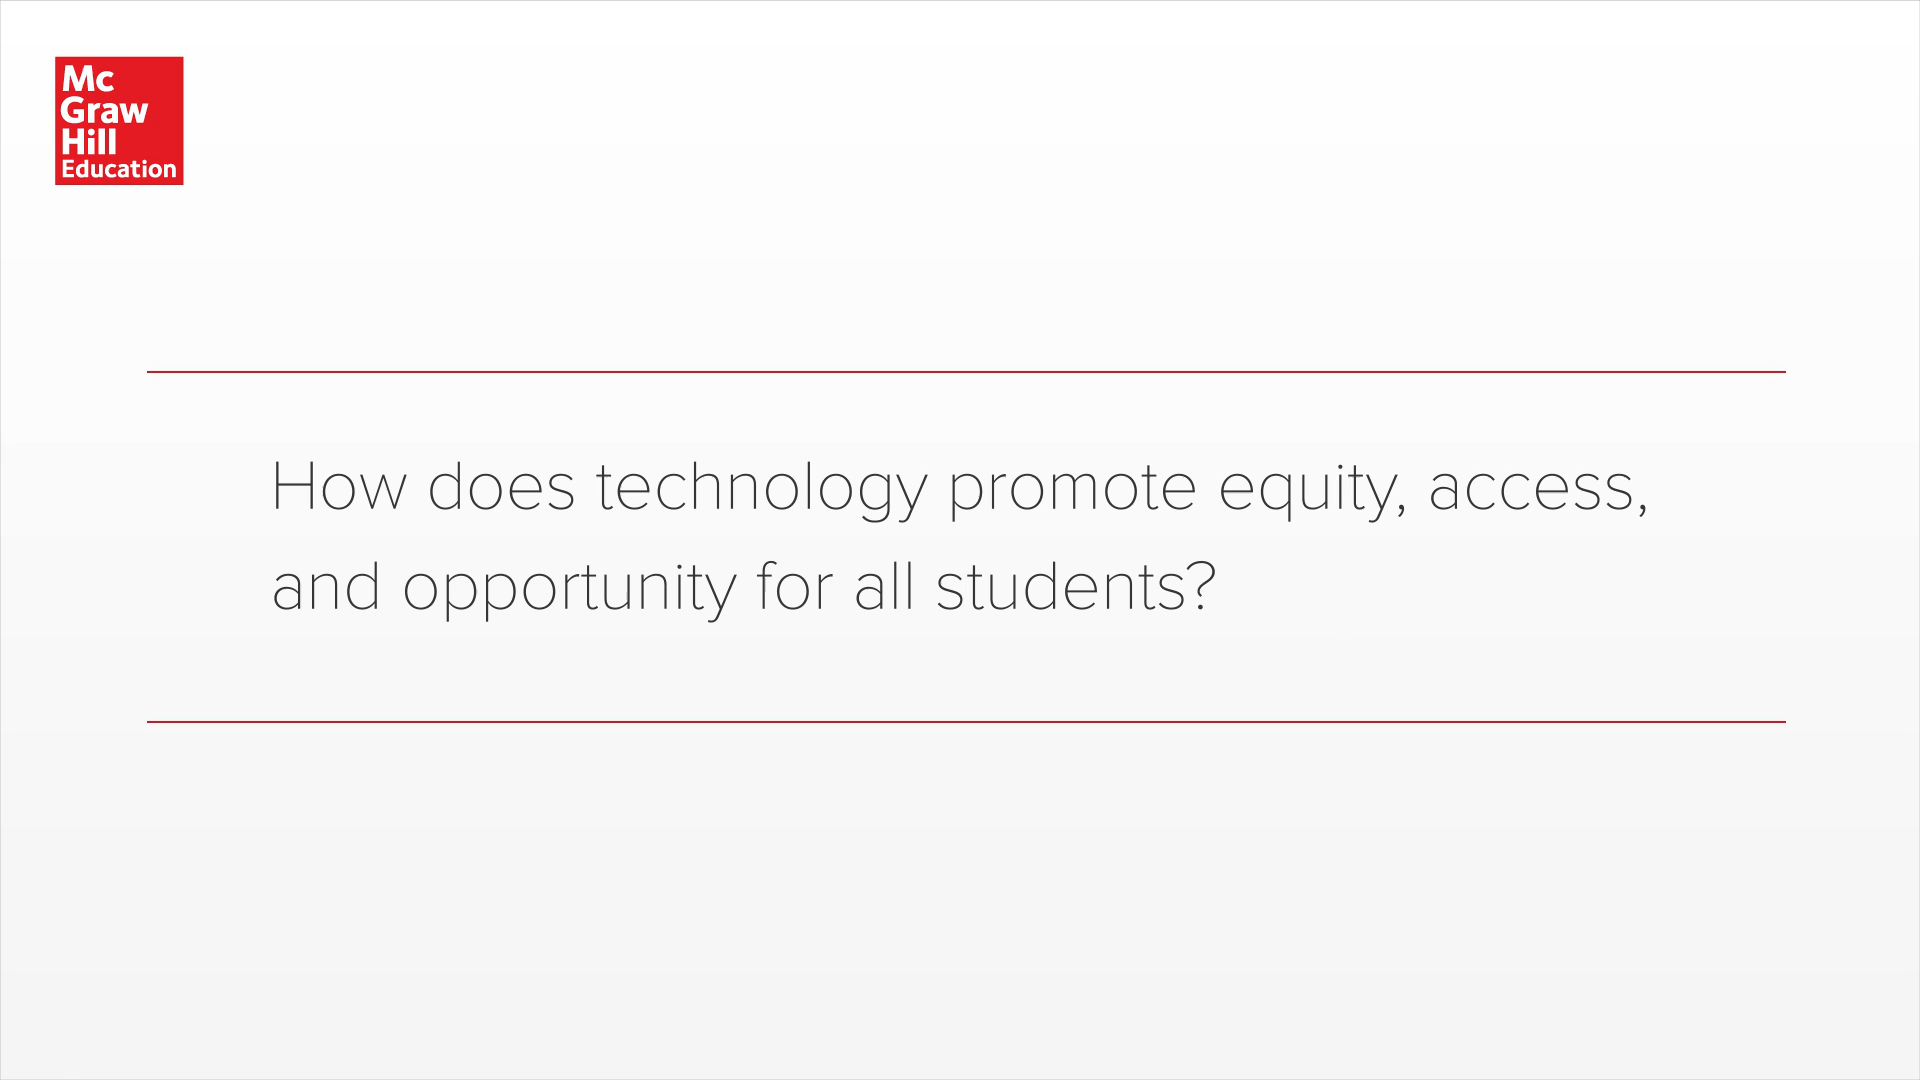 Mc
Graw
Hill
Education
How does technology promote equity, access,
and opportunity for all students?